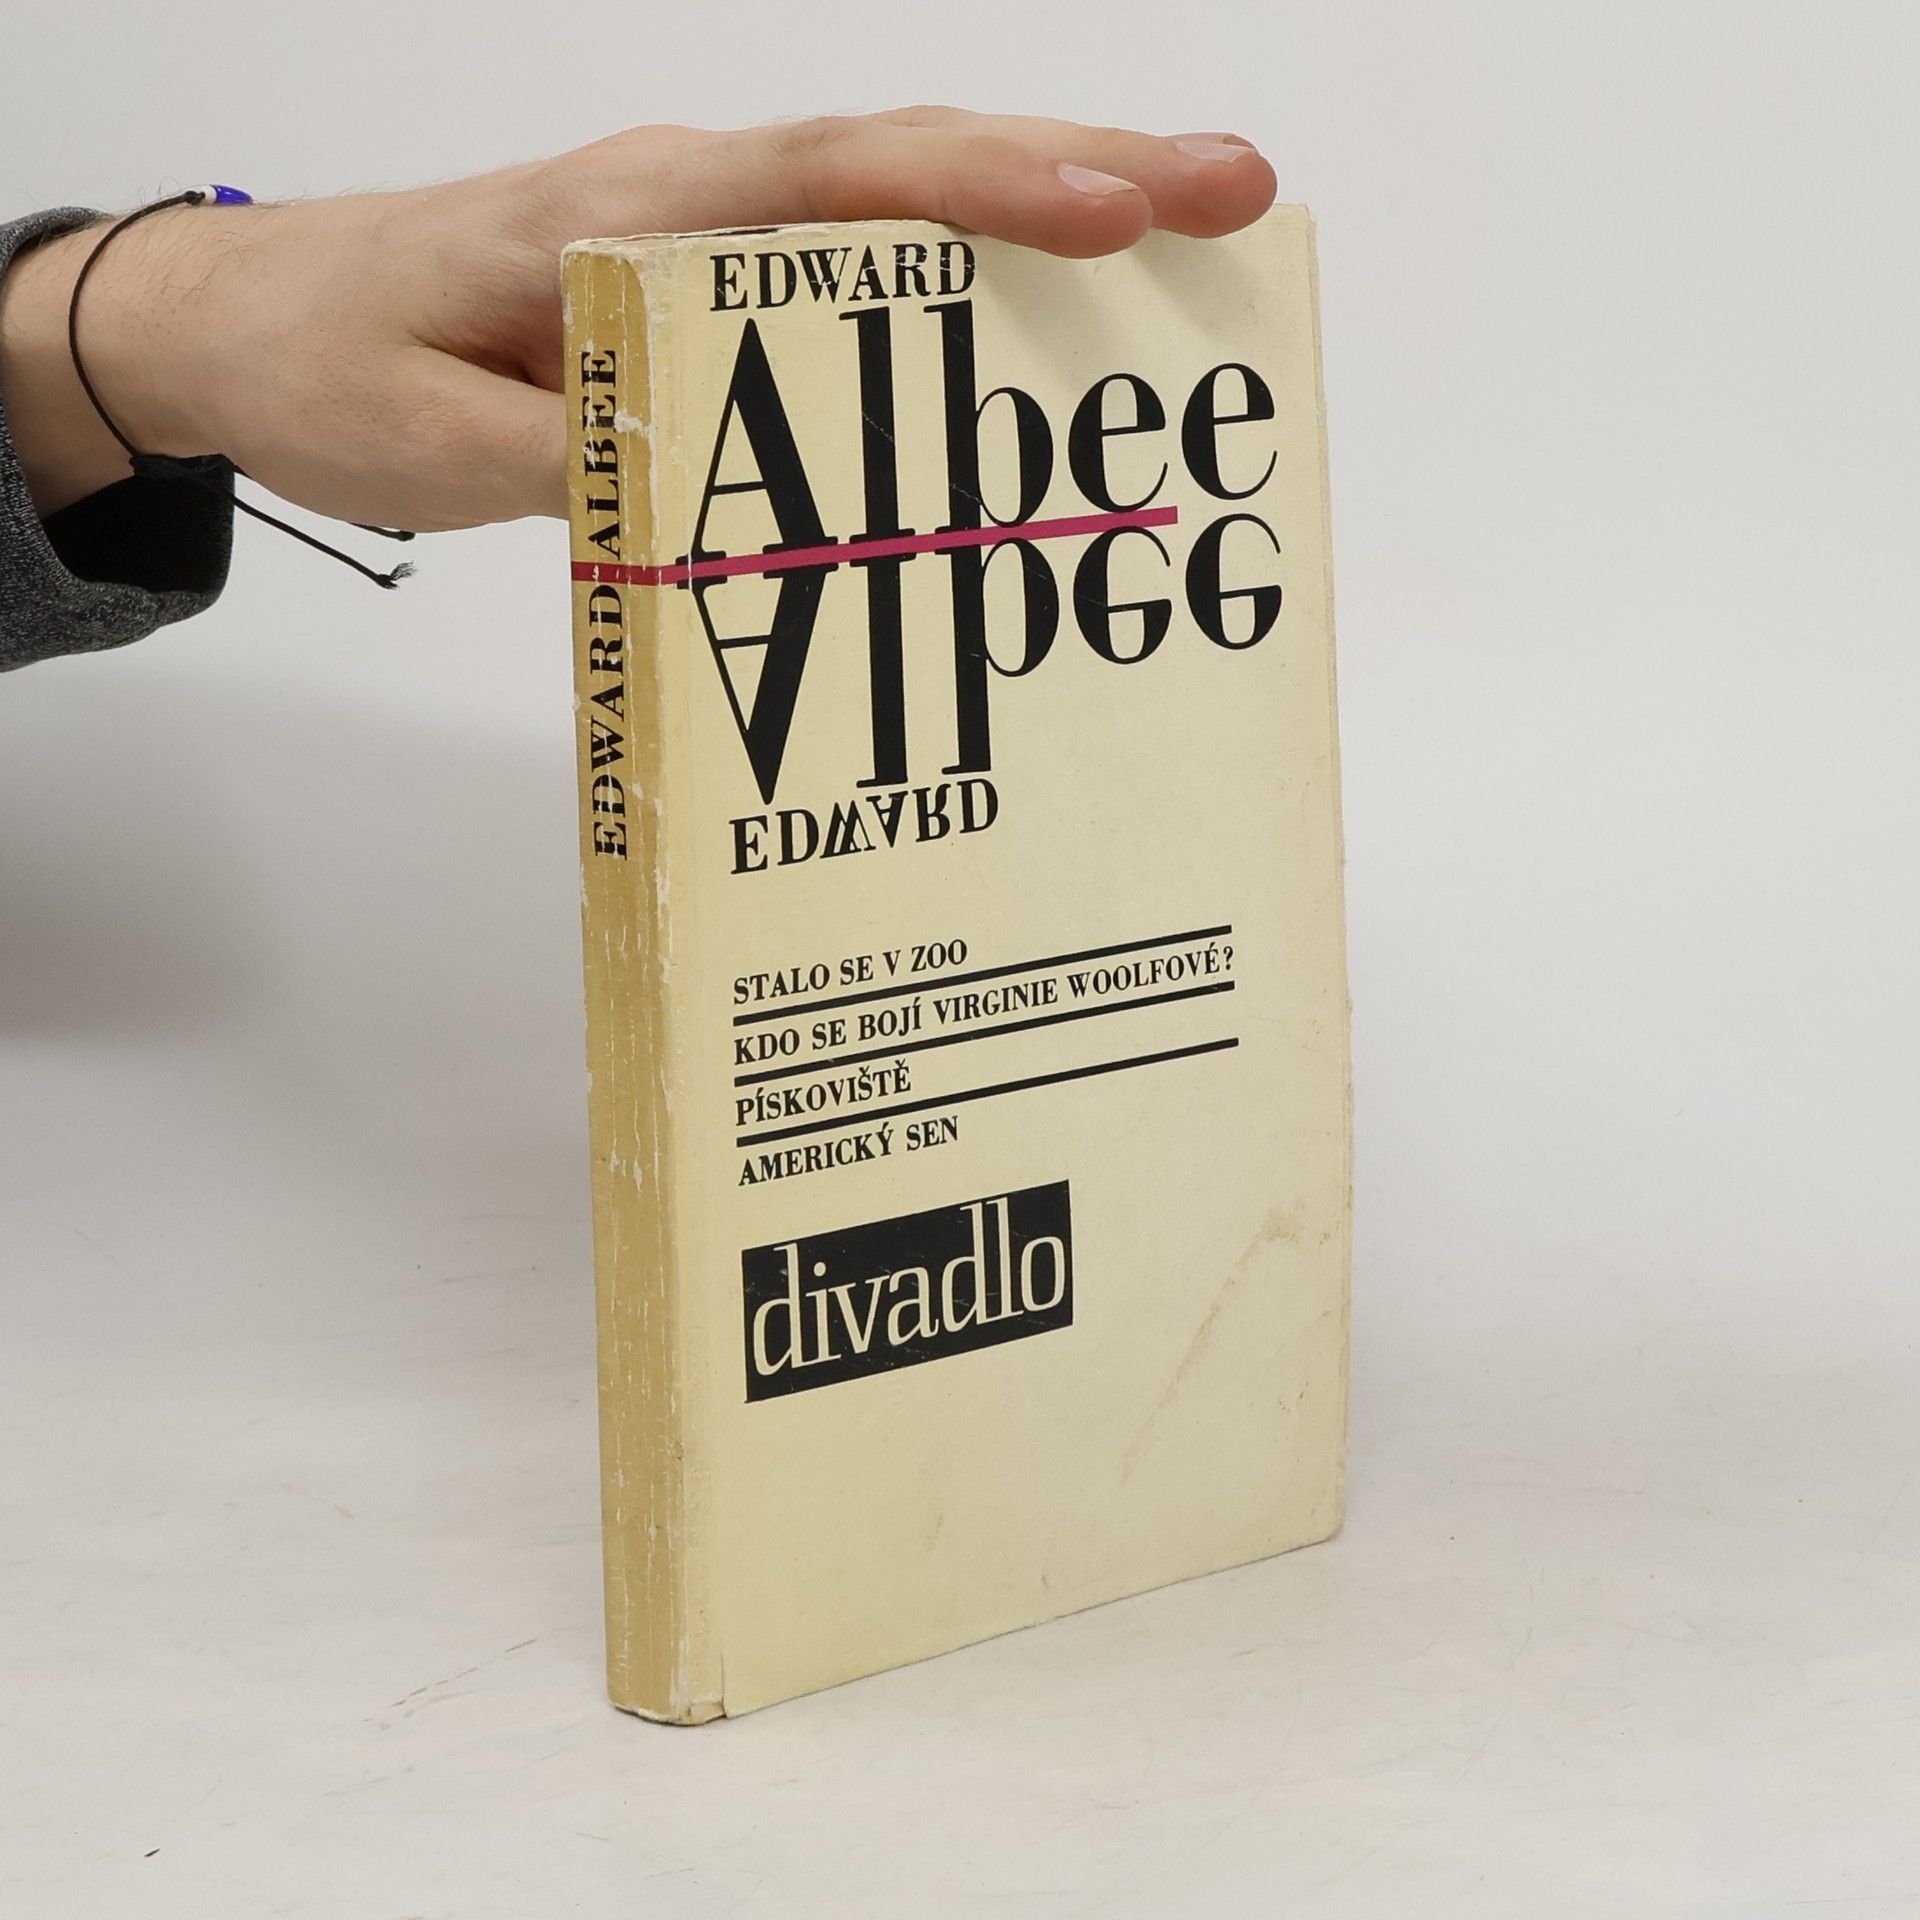 EDWARD ALBEE
EDWARD
Albee
Albee
EDWARD
STALO SE V ZOO
KDO SE BOJÍ VIRGINIE WOOLFOVÉ?
PÍSKOVIŠTĚ
AMERICKÝ SEN
divadlo